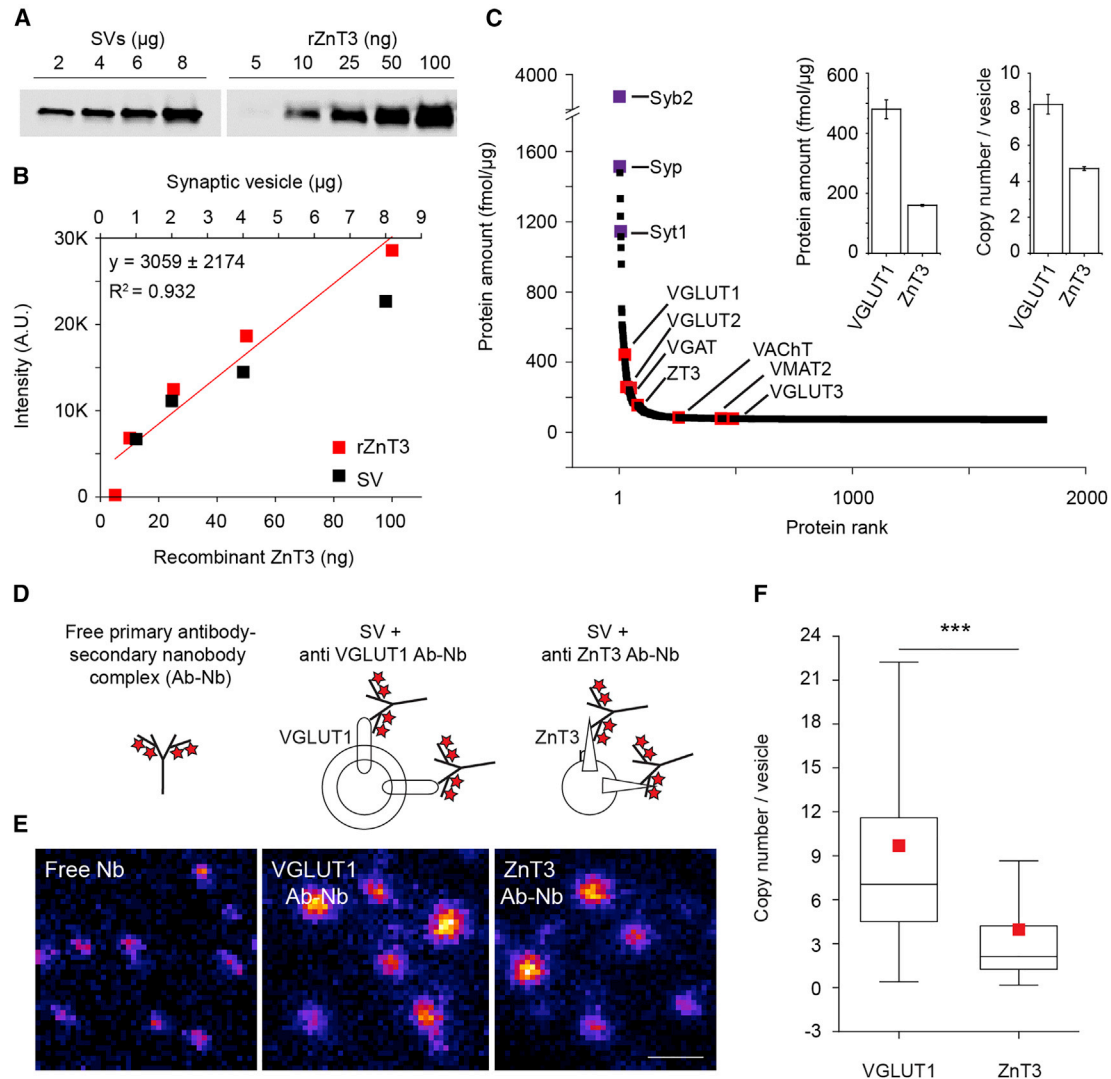 A
SVs (µg)
rZnT3 (ng)
2 4 6 8
5 10 25 50 100
B
Synaptic vesicle (µg)
0 1 2 3 4 5 6 7 8 9
30K
20K
10K
0
Intensity (A.U.)
y = 3059 ± 2174
R² = 0.932
rZnT3
SV
0 20 40 60 80 100
Recombinant ZnT3 (ng)
C
Protein amount (fmol/µg)
4000
1600
1200
800
400
0
Syb2
Syp
Syt1
VGLUT1
VGLUT2
VGAT
ZT3
VAChT
VMAT2
VGLUT3
1 1000 2000
Protein rank
Protein amount (fmol/µg)
600
400
200
0
VGLUT1
ZnT3
Copy number / vesicle
10
8
6
4
2
0
VGLUT1
ZnT3
D
Free primary antibody-
secondary nanobody
complex (Ab-Nb)
SV +
anti VGLUT1 Ab-Nb
VGLUT1
SV +
anti ZnT3 Ab-Nb
ZnT3
E
Free Nb
VGLUT1
Ab-Nb
ZnT3
Ab-Nb
F
Copy number / vesicle
24
21
18
15
12
9
6
3
0
-3
***
VGLUT1
ZnT3